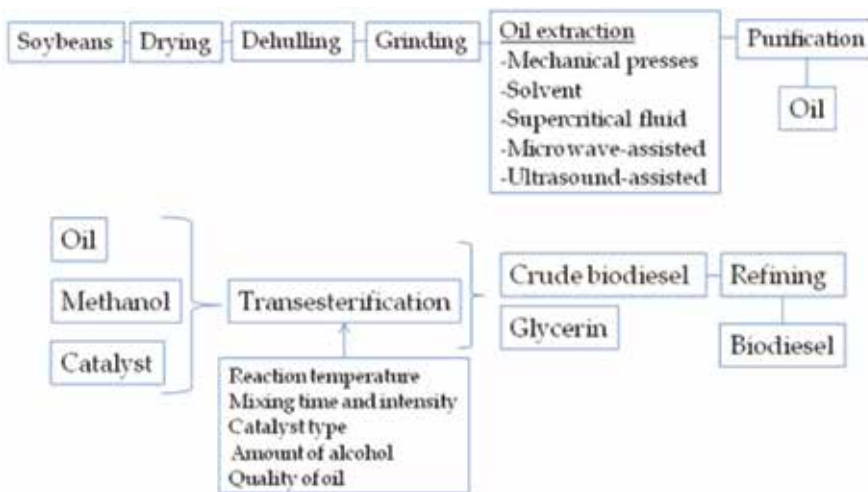 Soybeans
Drying
Dehulling
Grinding
Oil extraction
-Mechanical presses
-Solvent
-Supercritical fluid
-Microwave-assisted
-Ultrasound-assisted
Purification
Oil
Oil
Methanol
Catalyst
Transesterification
Reaction temperature
Mixing time and intensity
Catalyst type
Amount of alcohol
Quality of oil
Crude biodiesel
Glycerin
Refining
Biodiesel